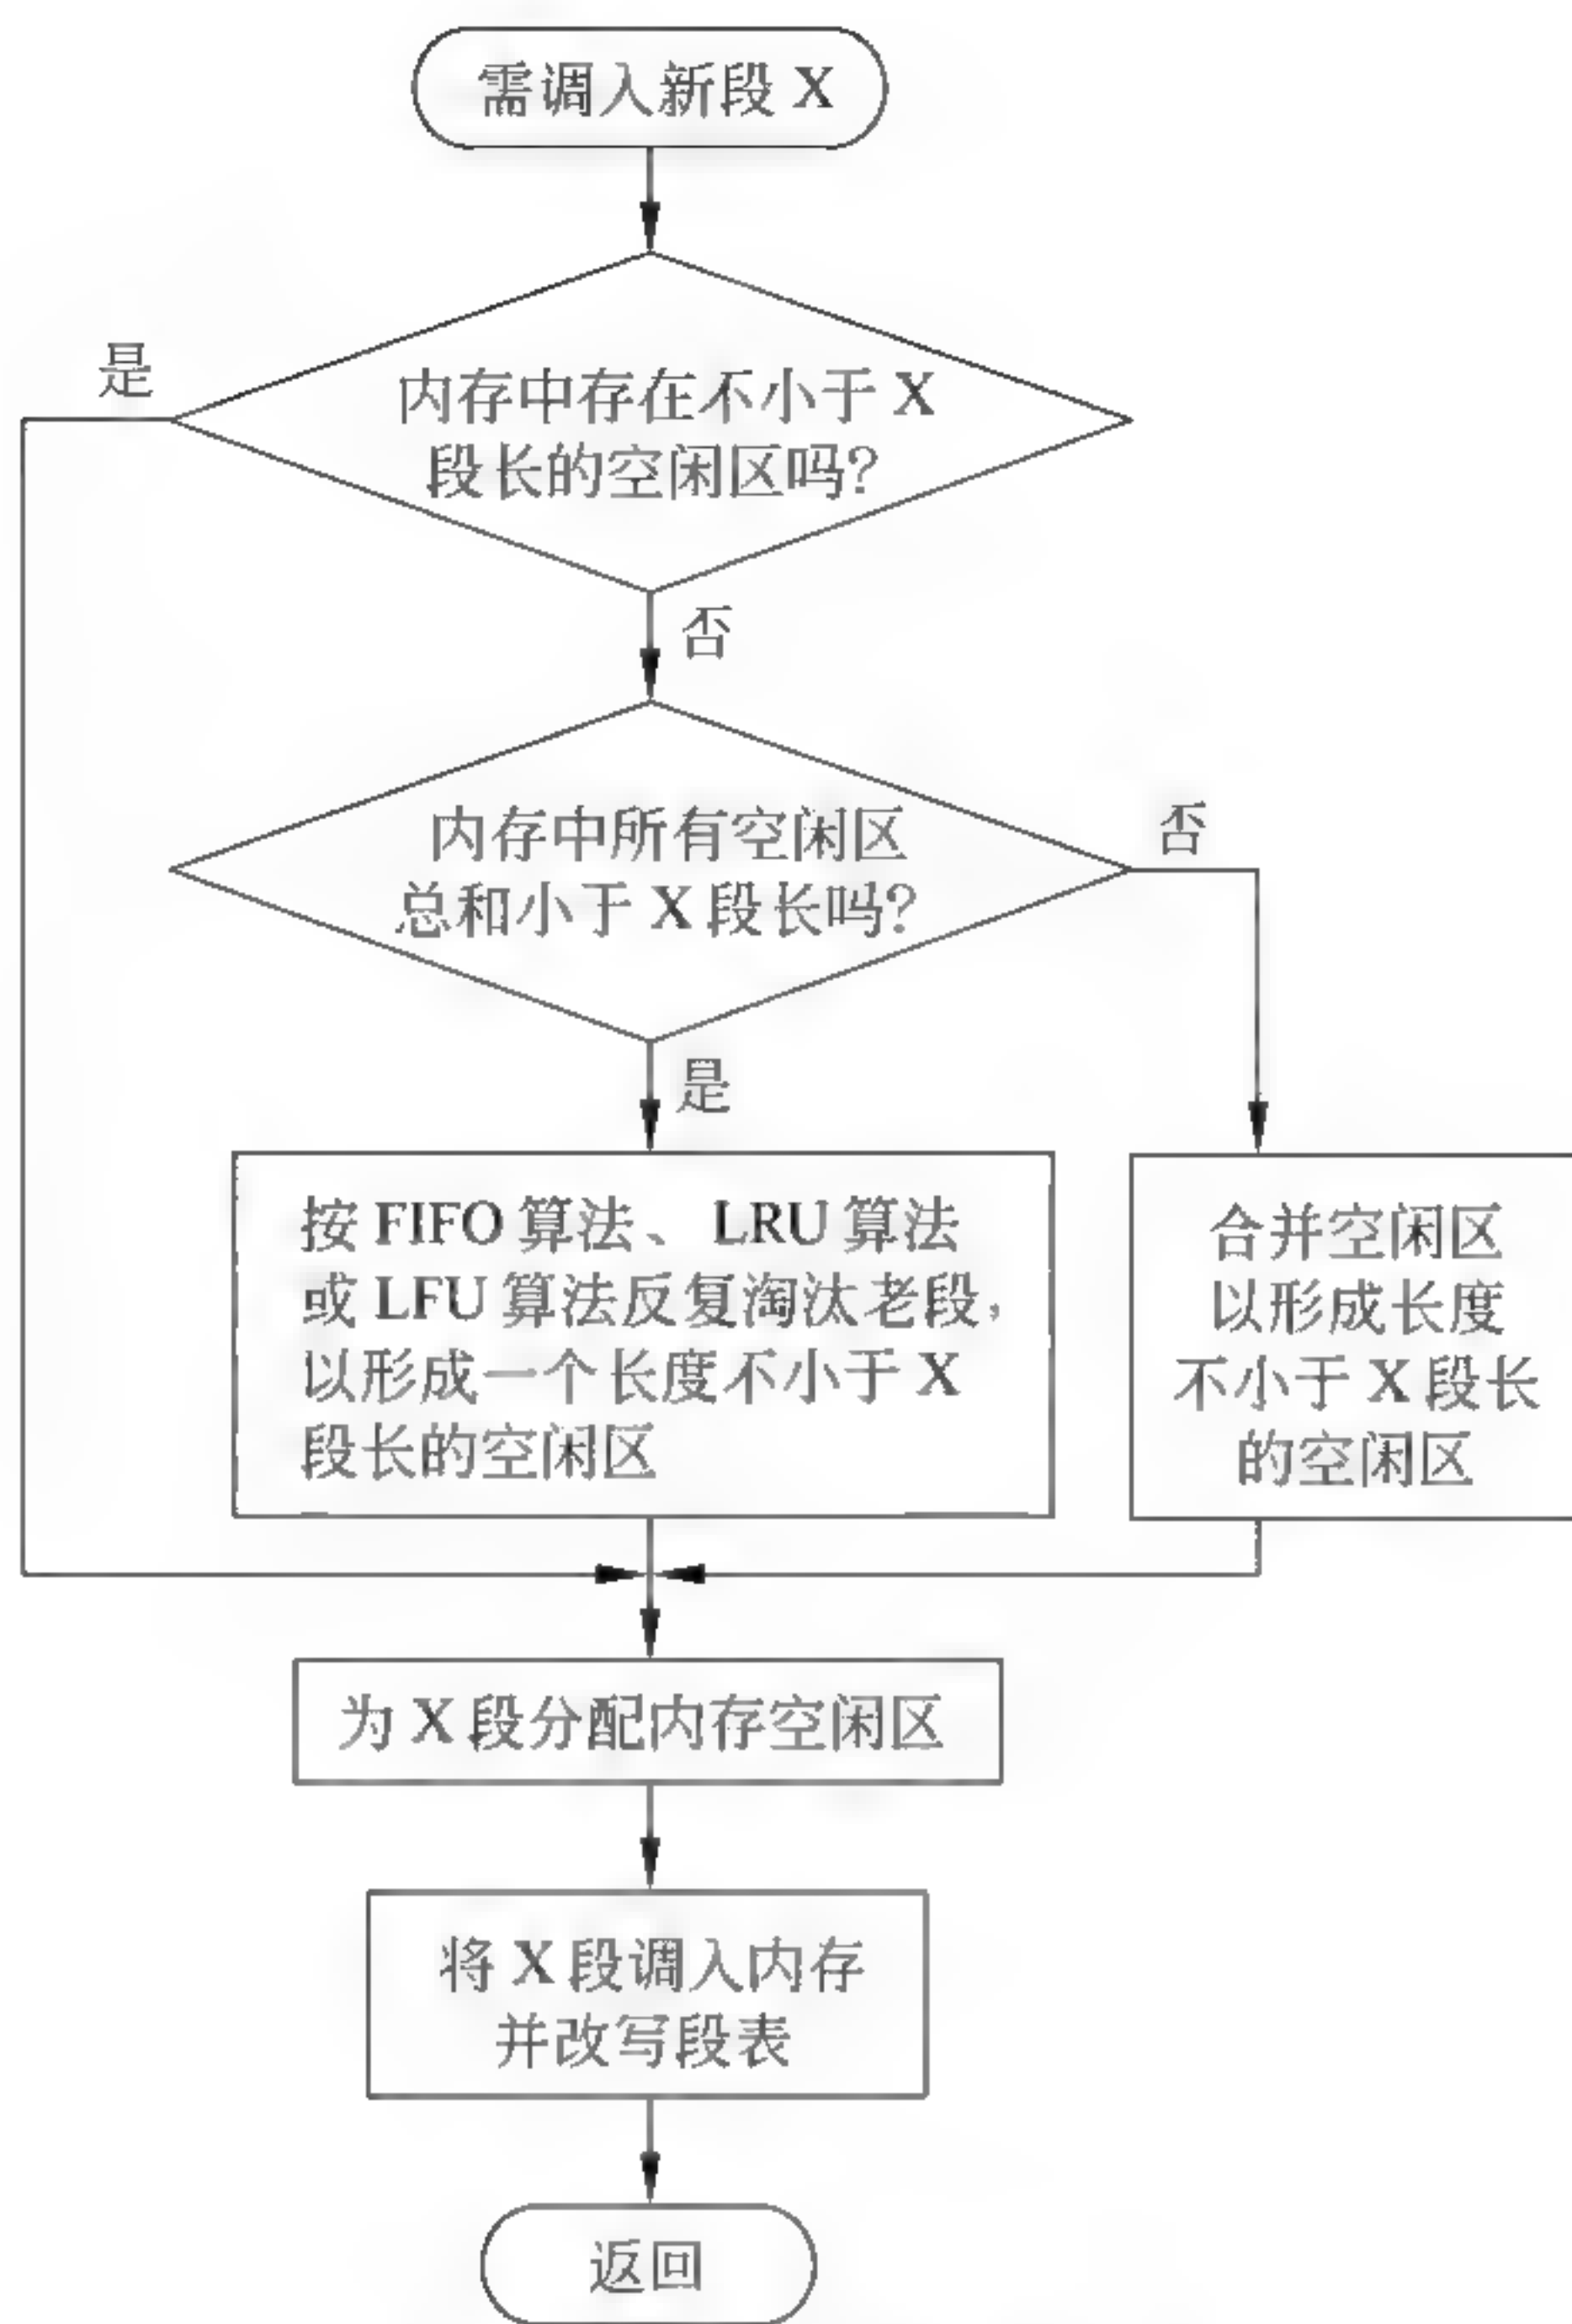 需调入新段 X
是
内存中存在不小于 X
段长的空闲区吗?
否
内存中所有空闲区
总和小于 X 段长吗?
否
是
按 FIFO 算法、LRU 算法
或 LFU 算法反复淘汰老段,
以形成一个长度不小于 X
段长的空闲区
合并空闲区
以形成长度
不小于 X 段长
的空闲区
为 X 段分配内存空闲区
将 X 段调入内存
并改写段表
返回